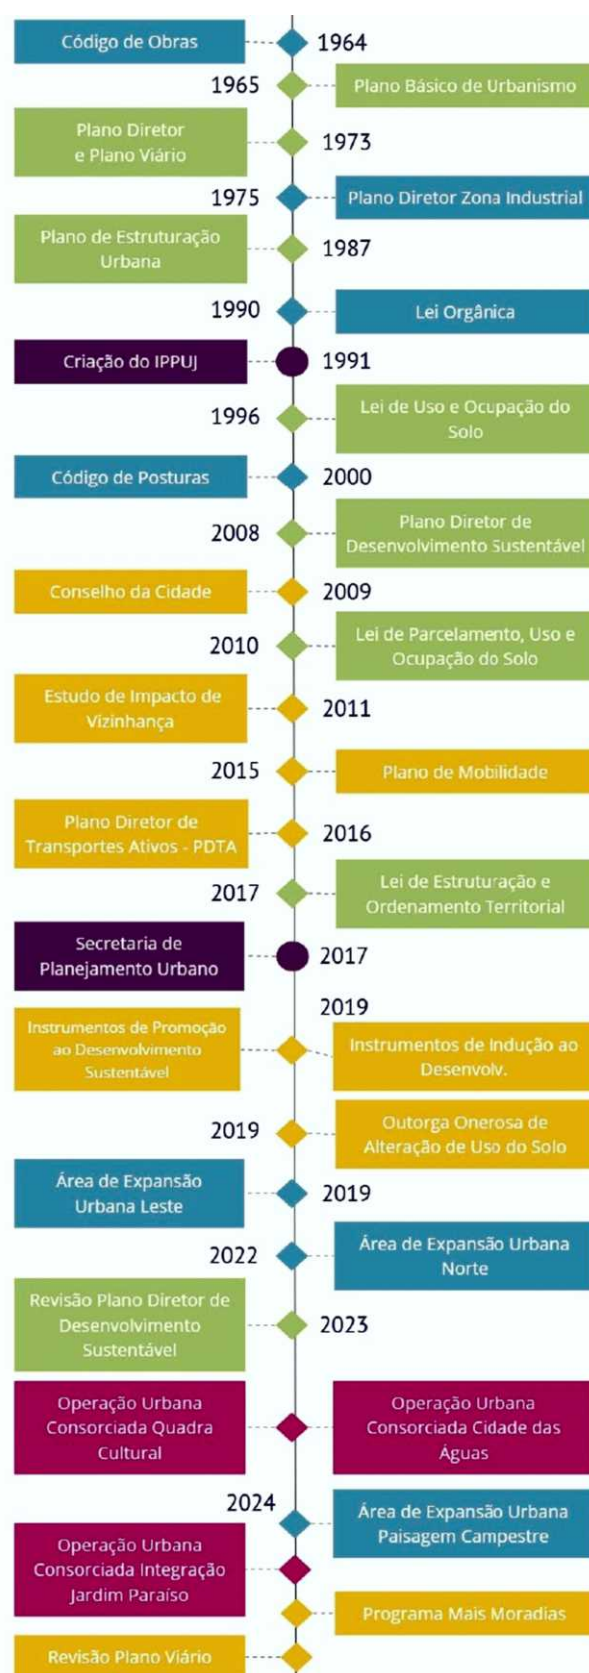 Código de Obras
1964
1965
Plano Básico de Urbanismo
Plano Diretor
e Plano Viário
1973
1975
Plano Diretor Zona Industrial
Plano de Estruturação
Urbana
1987
1990
Lei Orgânica
Criação do IPPUJ
1991
1996
Lei de Uso e Ocupação do
Solo
Código de Posturas
2000
2008
Plano Diretor de
Desenvolvimento Sustentável
Conselho da Cidade
2009
2010
Lei de Parcelamento, Uso e
Ocupação do Solo
Estudo de Impacto de
Vizinhança
2011
2015
Plano de Mobilidade
Plano Diretor de
Transportes Ativos - PDTA
2016
2017
Lei de Estruturação e
Ordenamento Territorial
Secretaria de
Planejamento Urbano
2017
2019
Instrumentos de Promoção
ao Desenvolvimento
Sustentável
Instrumentos de Indução ao
Desenvolv.
2019
Outorga Onerosa de
Alteração de Uso do Solo
Área de Expansão
Urbana Leste
2019
2022
Área de Expansão Urbana
Norte
Revisão Plano Diretor de
Desenvolvimento
Sustentável
2023
Operação Urbana
Consorciada Quadra
Cultural
Operação Urbana
Consorciada Cidade das
Águas
2024
Área de Expansão Urbana
Paisagem Campestre
Operação Urbana
Consorciada Integração
Jardim Paraíso
Programa Mais Moradias
Revisão Plano Viário